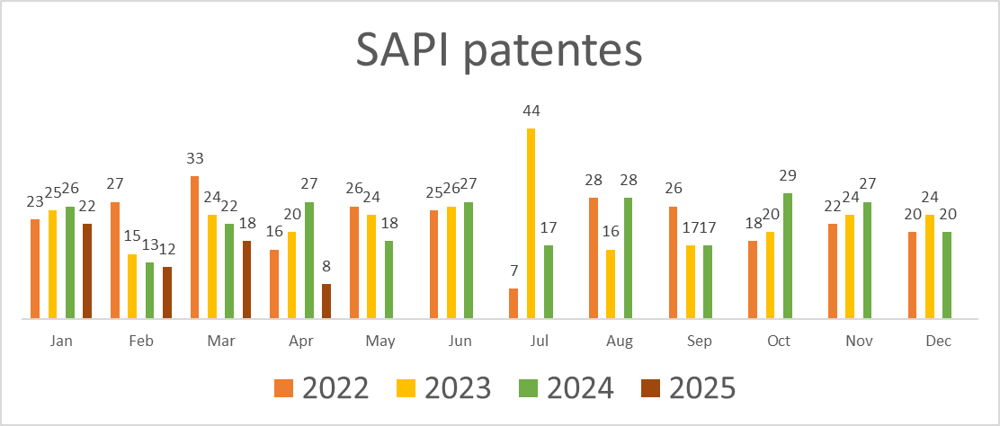 SAPI patentes
23 25 26 22 27 15 13 12 33 24 22 18 16 20 27 8 26 24 18 25 26 27 7 44 17 28 16 28 26 17 17 18 20 29 22 24 27 20 24 20
Jan Feb Mar Apr May Jun Jul Aug Sep Oct Nov Dec
2022 2023 2024 2025